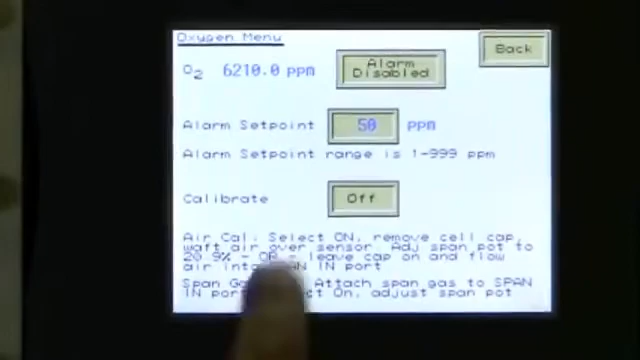 Oxygen Menu
Back
O2 6210.0 ppm
Alarm
Disabled
Alarm Setpoint 50 ppm
Alarm Setpoint range is 1-999 ppm
Calibrate Off
Air Cal: Select ON, remove cell cap,
waft air over sensor. Adj span pot to
20.9% - OR - leave cap on and flow
air into SPAN IN port
Span Attach span gas to SPAN
IN On, adjust span pot